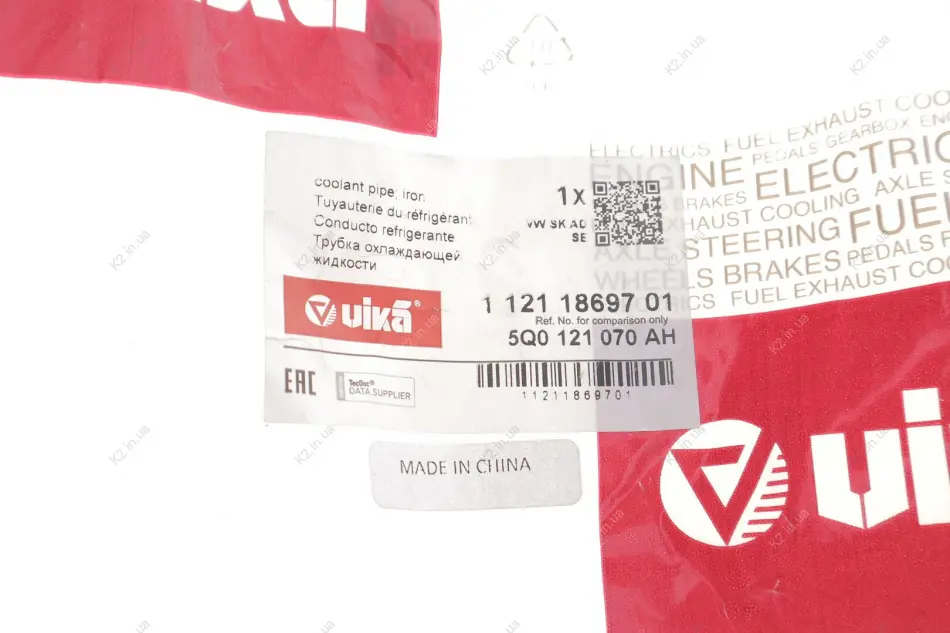 coolant pipe, iron
Tuyauterie du réfrigérant
Conducto refrigerante
Трубка охлаждающей
жидкости
1x
VW SK AD
SE
vika®
1 121 18697 01
Ref. No. for comparison only
5Q0 121 070 AH
EAC
TecDoc®
DATA SUPPLIER
11211869701
MADE IN CHINA
ELECTRICS FUEL EXHAUST COO
PEDALS GEARBOX EN
ENGINE ELECTRIC
BRAKES
EXHAUST COOLING AXLE S
AXLE STEERING FUEL
WHEELS BRAKES PEDALS F
FUEL EXHAUST COO
vi
K2.in.ua